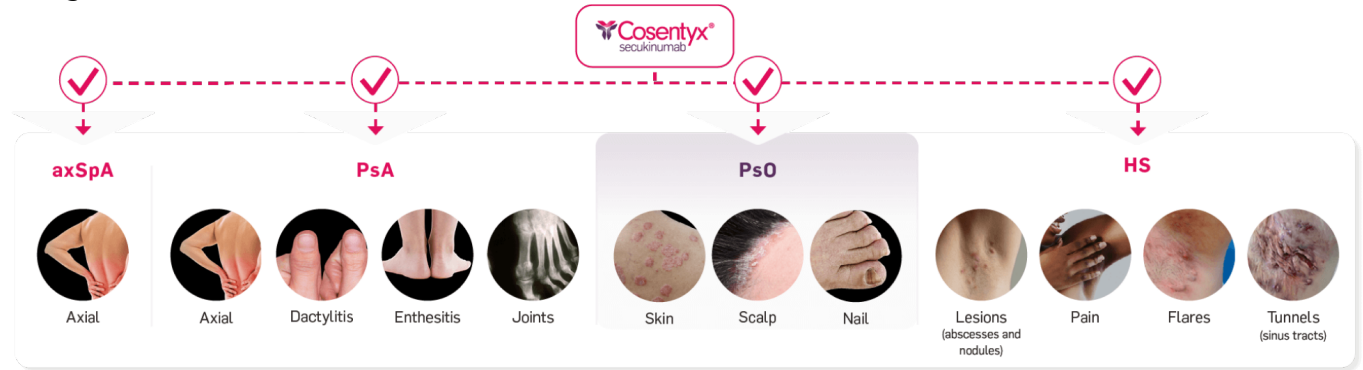 Cosentyx®
secukinumab
axSpA
PsA
PsO
HS
Axial
Axial
Dactylitis
Enthesitis
Joints
Skin
Scalp
Nail
Lesions
(abscesses and
nodules)
Pain
Flares
Tunnels
(sinus tracts)